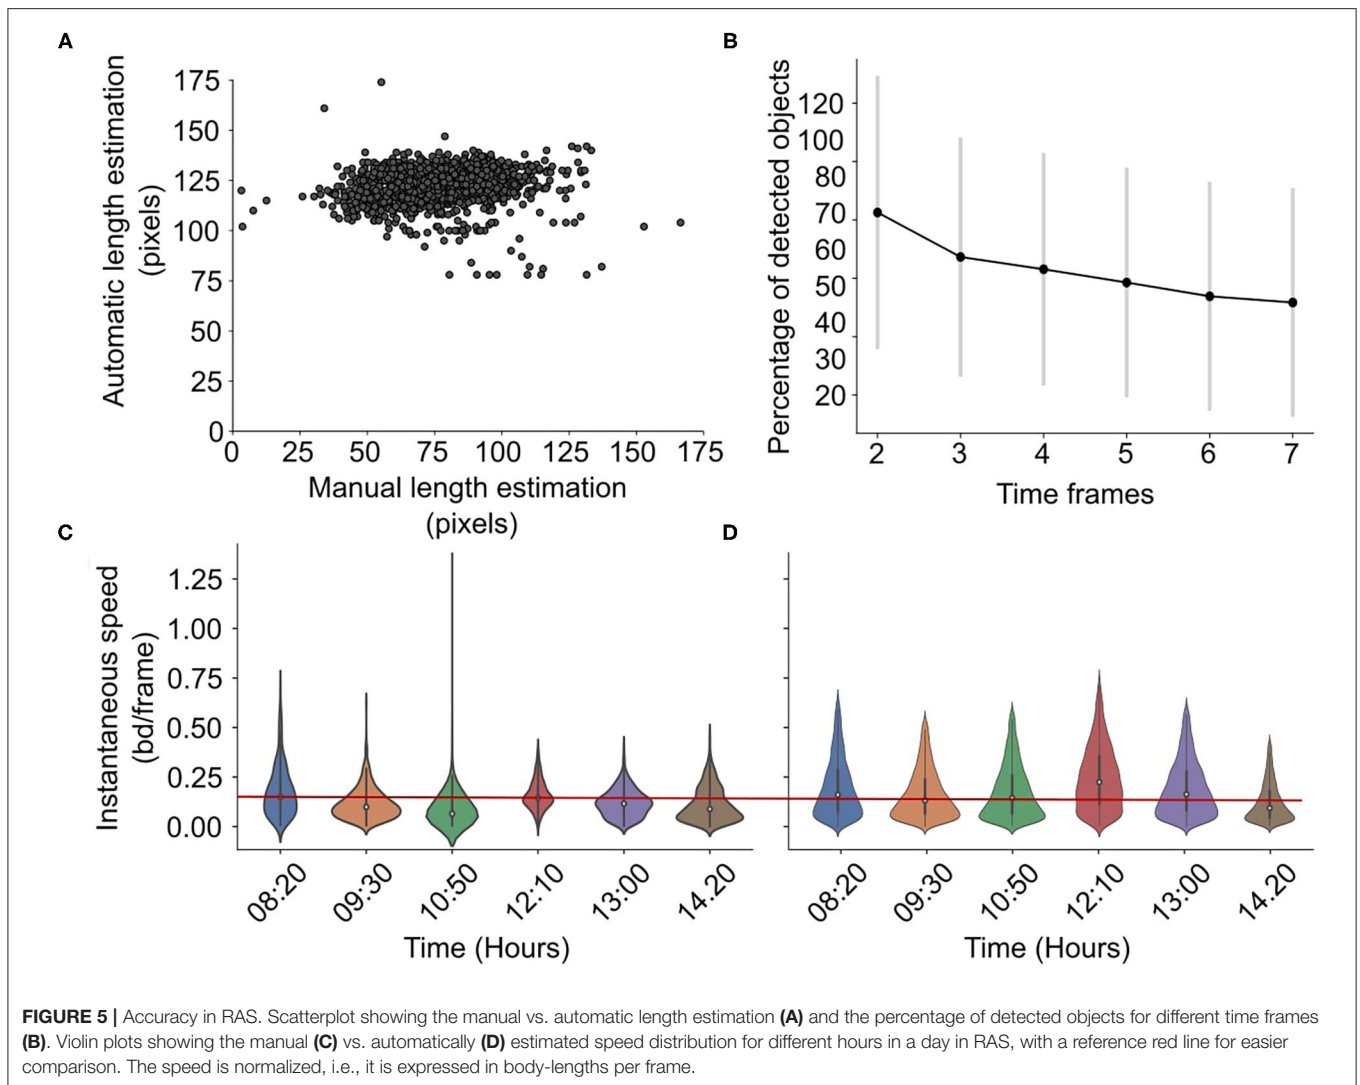 A
Automatic length estimation
(pixels)
175
150
125
100
75
50
25
0
0 25 50 75 100 125 150 175
Manual length estimation
(pixels)
B
Percentage of detected objects
120
100
80
70
60
50
40
30
20
2 3 4 5 6 7
Time frames
C
Instantaneous speed
(bd/frame)
1.25
1.00
0.75
0.50
0.25
0.00
08:20 09:30 10:50 12:10 13:00 14.20
Time (Hours)
D
08:20 09:30 10:50 12:10 13:00 14.20
Time (Hours)
FIGURE 5 | Accuracy in RAS. Scatterplot showing the manual vs. automatic length estimation (A) and the percentage of detected objects for different time frames
(B). Violin plots showing the manual (C) vs. automatically (D) estimated speed distribution for different hours in a day in RAS, with a reference red line for easier
comparison. The speed is normalized, i.e., it is expressed in body-lengths per frame.